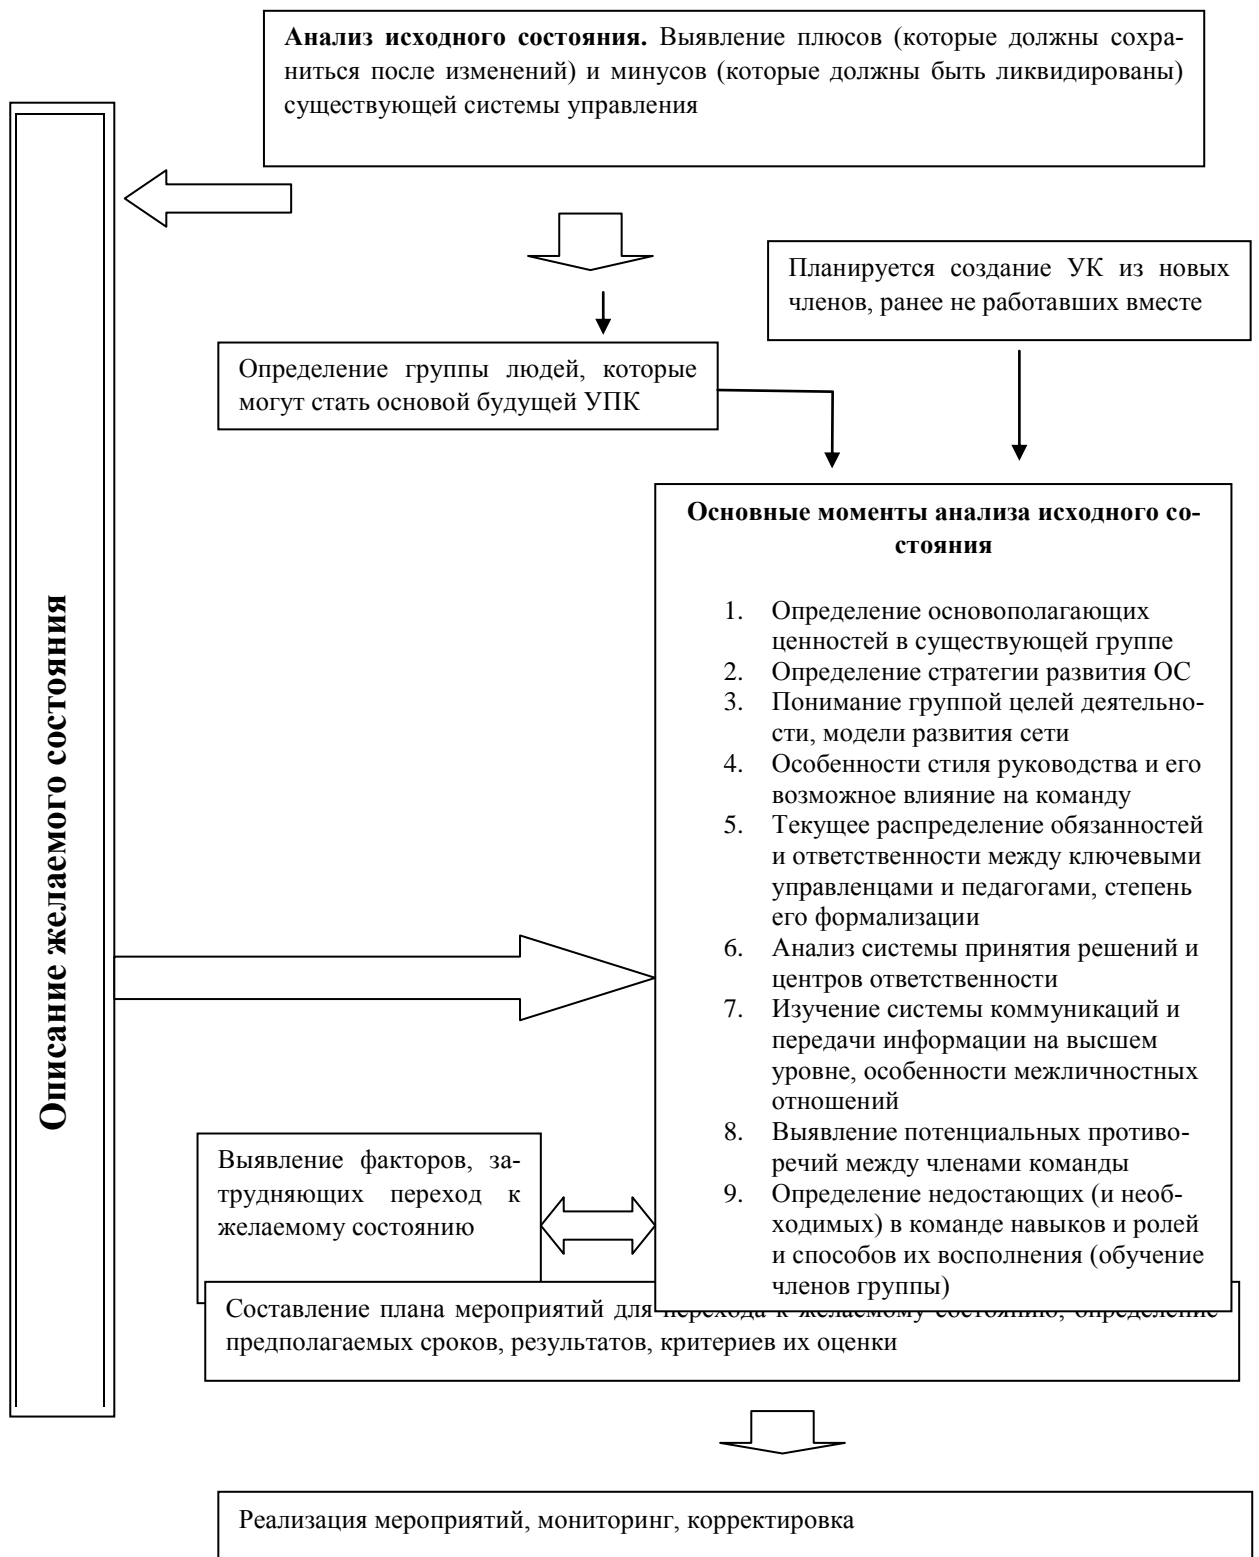 Анализ исходного состояния. Выявление плюсов (которые должны сохра-
ниться после изменений) и минусов (которые должны быть ликвидированы)
существующей системы управления
Описание желаемого состояния
Планируется создание УК из новых
членов, ранее не работавших вместе
Определение группы людей, которые
могут стать основой будущей УПК
Основные моменты анализа исходного со-
стояния
1. Определение основополагающих
ценностей в существующей группе
2. Определение стратегии развития ОС
3. Понимание группой целей деятельно-
сти, модели развития сети
4. Особенности стиля руководства и его
возможное влияние на команду
5. Текущее распределение обязанностей
и ответственности между ключевыми
управленцами и педагогами, степень
его формализации
6. Анализ системы принятия решений и
центров ответственности
7. Изучение системы коммуникаций и
передачи информации на высшем
уровне, особенности межличностных
отношений
8. Выявление потенциальных противо-
речий между членами команды
9. Определение недостающих (и необ-
ходимых) в команде навыков и ролей
и способов их восполнения (обучение
членов группы)
Выявление факторов, за-
трудняющих переход к
желаемому состоянию
Составление плана мероприятий для перехода к желаемому состоянию, определение
предполагаемых сроков, результатов, критериев их оценки
Реализация мероприятий, мониторинг, корректировка